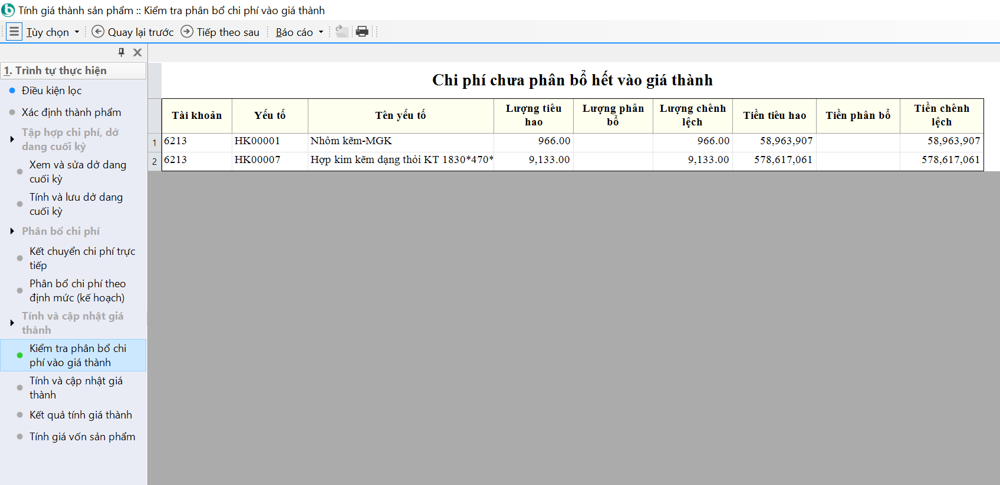 Tính giá thành sản phẩm :: Kiểm tra phân bổ chi phí vào giá thành
Tùy chọn Quay lại trước Tiếp theo sau Báo cáo
1. Trình tự thực hiện
Điều kiện lọc
Xác định thành phẩm
Tập hợp chi phí, dở
dang cuối kỳ
Xem và sửa dở dang
cuối kỳ
Tính và lưu dở dang
cuối kỳ
Phân bổ chi phí
Kết chuyển chi phí trực
tiếp
Phân bổ chi phí theo
định mức (kế hoạch)
Tính và cập nhật giá
thành
Kiểm tra phân bổ chi
phí vào giá thành
Tính và cập nhật giá
thành
Kết quả tính giá thành
Tính giá vốn sản phẩm
Chi phí chưa phân bổ hết vào giá thành
Tài khoản Yếu tố Tên yếu tố Lượng tiêu hao Lượng phân bổ Lượng chênh lệch Tiền tiêu hao Tiền phân bổ Tiền chênh lệch
1 6213 HK00001 Nhôm kẽm-MGK 966.00 966.00 58,963,907 58,963,907
2 6213 HK00007 Hợp kim kẽm dạng thỏi KT 1830*470* 9,133.00 9,133.00 578,617,061 578,617,061